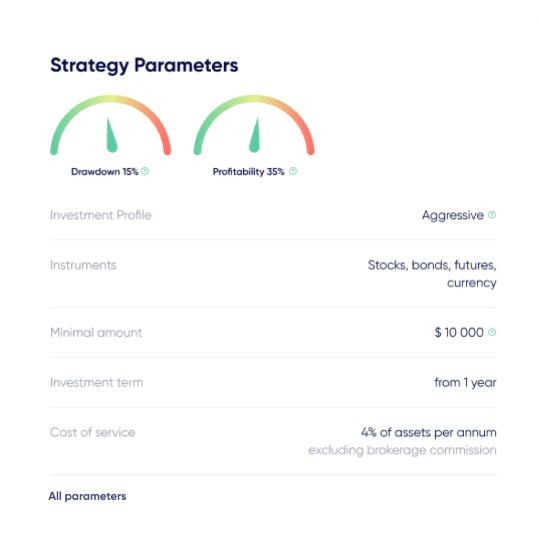 Strategy Parameters
Drawdown 15%
Profitability 35%
Investment Profile
Aggressive
Instruments
Stocks, bonds, futures,
currency
Minimal amount
$ 10 000
Investment term
from 1 year
Cost of service
4% of assets per annum
excluding brokerage commission
All parameters